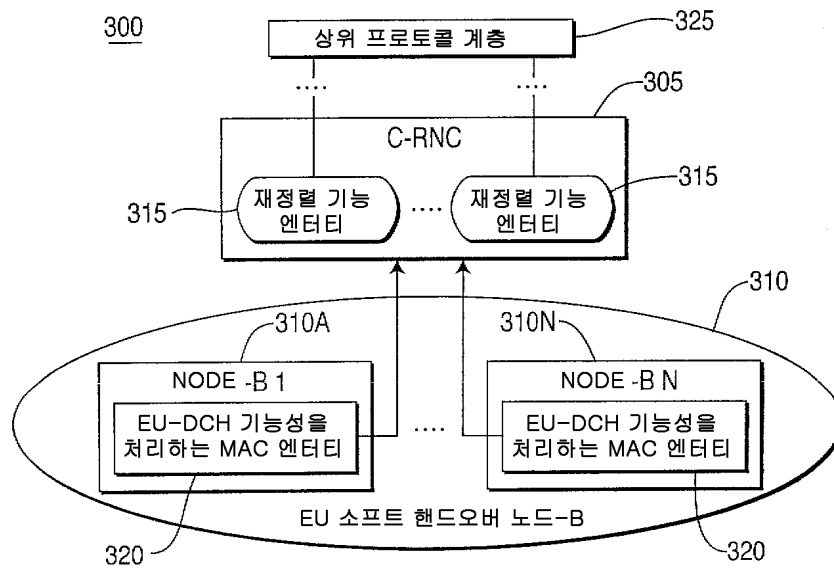 300
상위 프로토콜 계층
325
....
....
305
C-RNC
315
재정렬 기능
엔터티
....
재정렬 기능
엔터티
315
310
310A
310N
NODE -B 1
NODE -B N
EU-DCH 기능성을
처리하는 MAC 엔터티
....
EU-DCH 기능성을
처리하는 MAC 엔터티
EU 소프트 핸드오버 노드-B
320
320